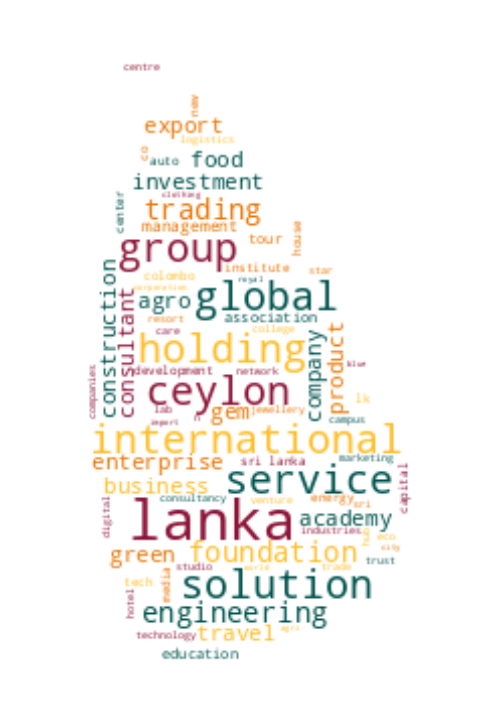 centre
new
export
logistics
co
auto
food
investment
clothing
center
trading
management
tour
house
group
institute
star
colombo
royal
corporation
construction
consultant
agro
global
resort
association
care
college
holding
company
product
companies
development
network
blue
ceylon
lk
lab
gem
jewellery
import
campus
international
enterprise
sri lanka
marketing
capital
business
service
consultancy
venture
energy
sri
digital
lanka
academy
industries
hub
eco
city
green
foundation
trust
studio
world
trade
tech
media
solution
hotel
engineering
technology
travel
agri
education